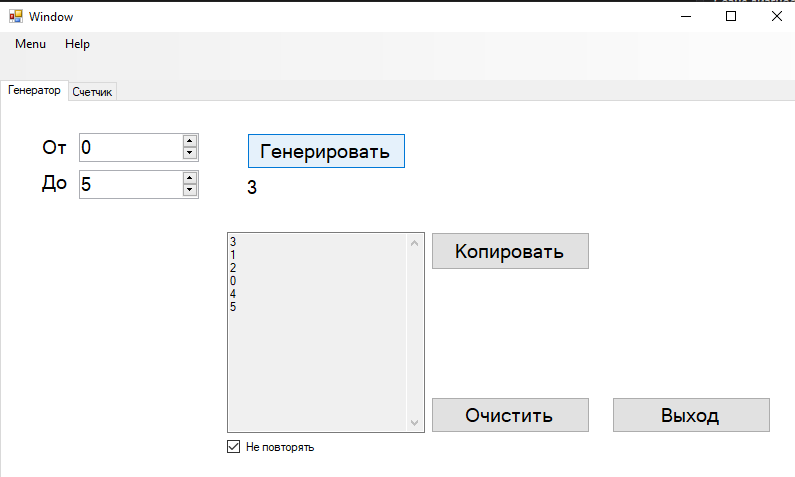 Window
Menu Help
Генератор Счетчик
От 0
Генерировать
До 5
3
3
1
2
0
4
5
Копировать
Очистить
Выход
Не повторять